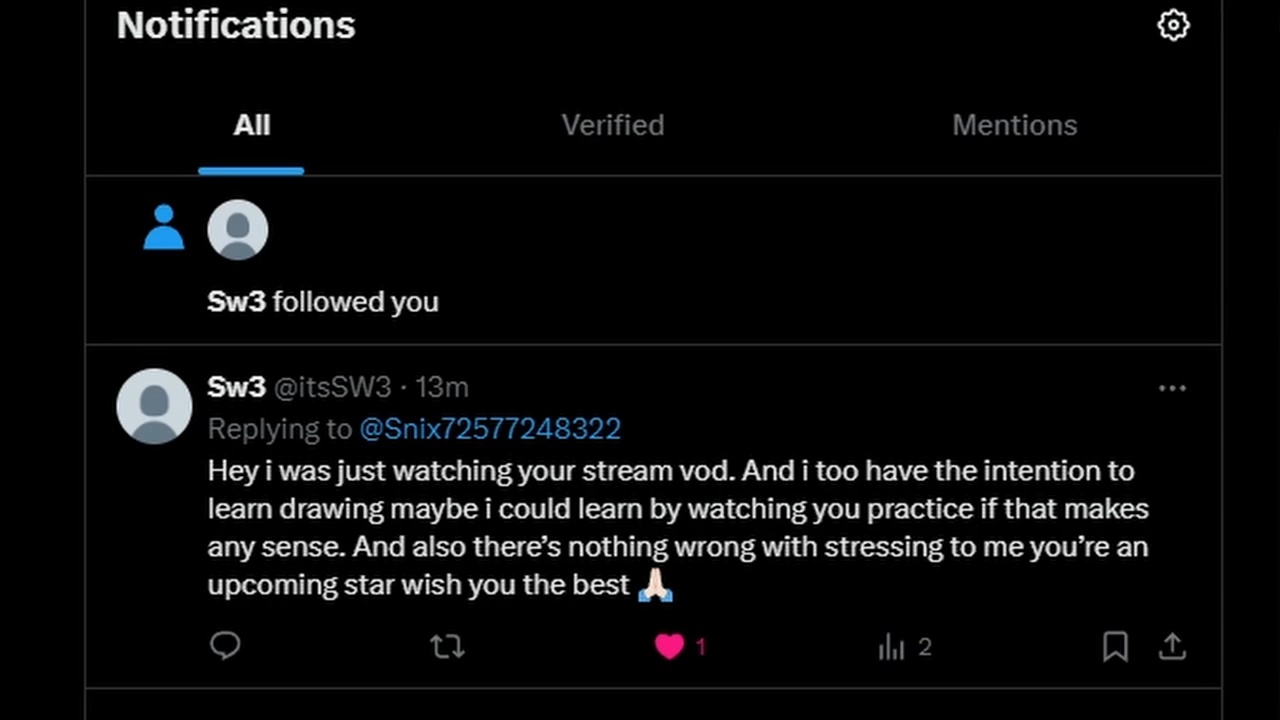 Notifications
All Verified Mentions
Sw3 followed you
Sw3 @itsSW3 · 13m
Replying to @Snix72577248322
Hey i was just watching your stream vod. And i too have the intention to
learn drawing maybe i could learn by watching you practice if that makes
any sense. And also there’s nothing wrong with stressing to me you’re an
upcoming star wish you the best 🙏🏻
1 2